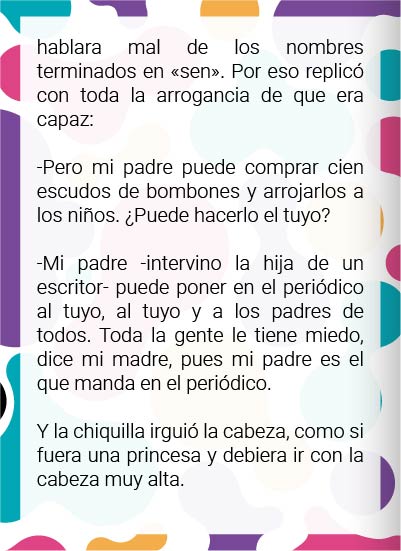 hablara mal de los nombres
terminados en «sen». Por eso replicó
con toda la arrogancia de que era
capaz:
-Pero mi padre puede comprar cien
escudos de bombones y arrojarlos a
los niños. ¿Puede hacerlo el tuyo?
-Mi padre -intervino la hija de un
escritor- puede poner en el periódico
al tuyo, al tuyo y a los padres de
todos. Toda la gente le tiene miedo,
dice mi madre, pues mi padre es el
que manda en el periódico.
Y la chiquilla irguió la cabeza, como si
fuera una princesa y debiera ir con la
cabeza muy alta.